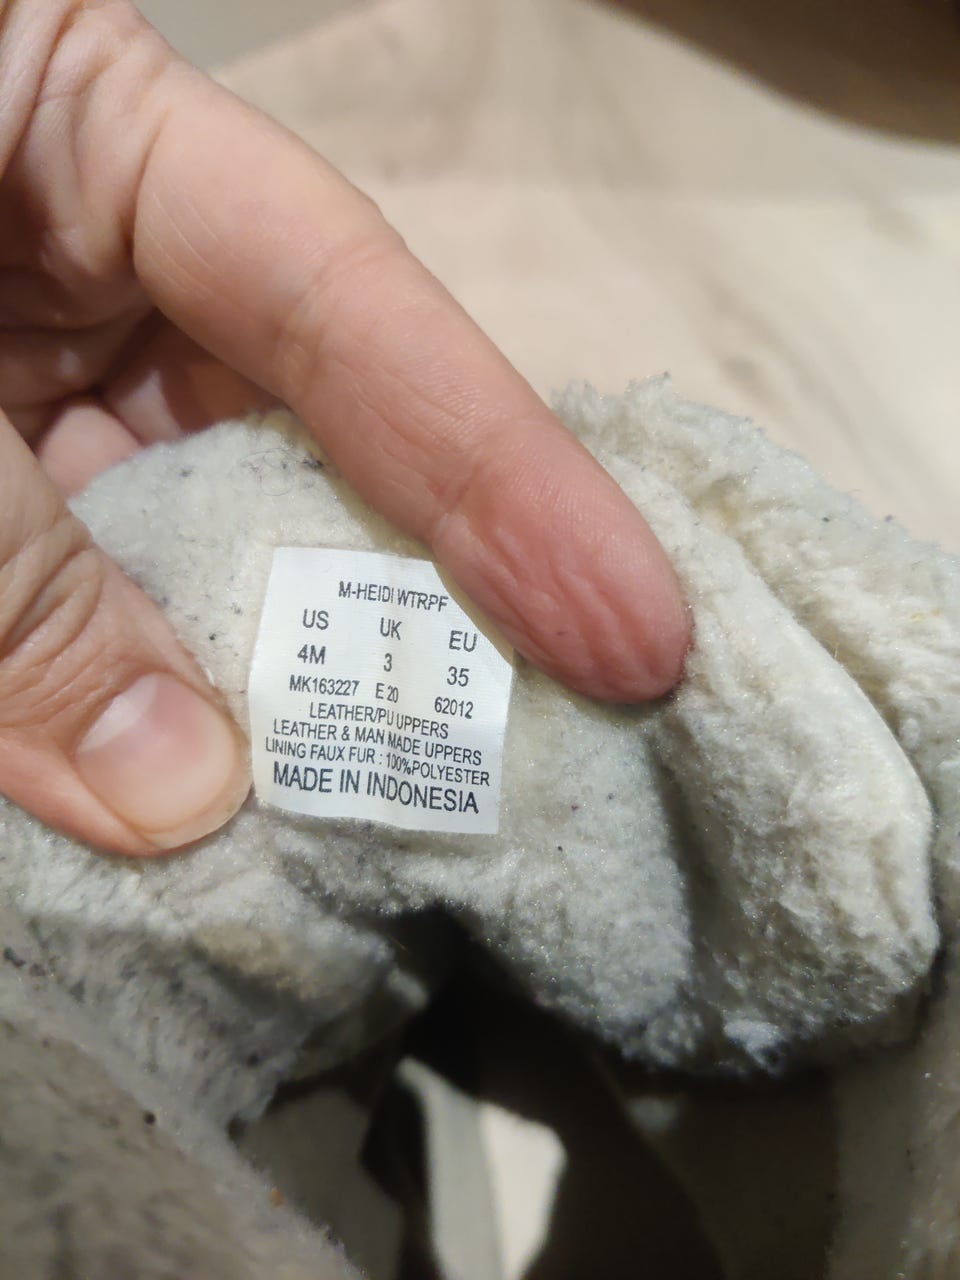 M-HEIDI WTRPF
US UK EU
4M 3 35
MK163227 E 20 62012
LEATHER/PU UPPERS
LEATHER & MAN MADE UPPERS
LINING FAUX FUR : 100%POLYESTER
MADE IN INDONESIA